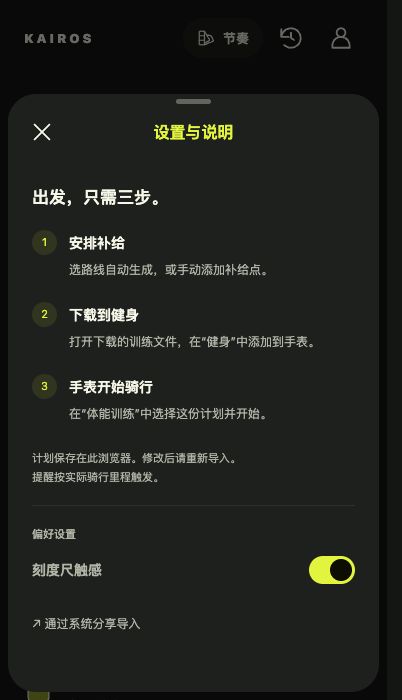 KAIROS
节奏
设置与说明
出发，只需三步。
1 安排补给
选路线自动生成，或手动添加补给点。
2 下载到健身
打开下载的训练文件，在“健身”中添加到手表。
3 手表开始骑行
在“体能训练”中选择这份计划并开始。
计划保存在此浏览器。修改后请重新导入。
提醒按实际骑行里程触发。
偏好设置
刻度尺触感
↗ 通过系统分享导入